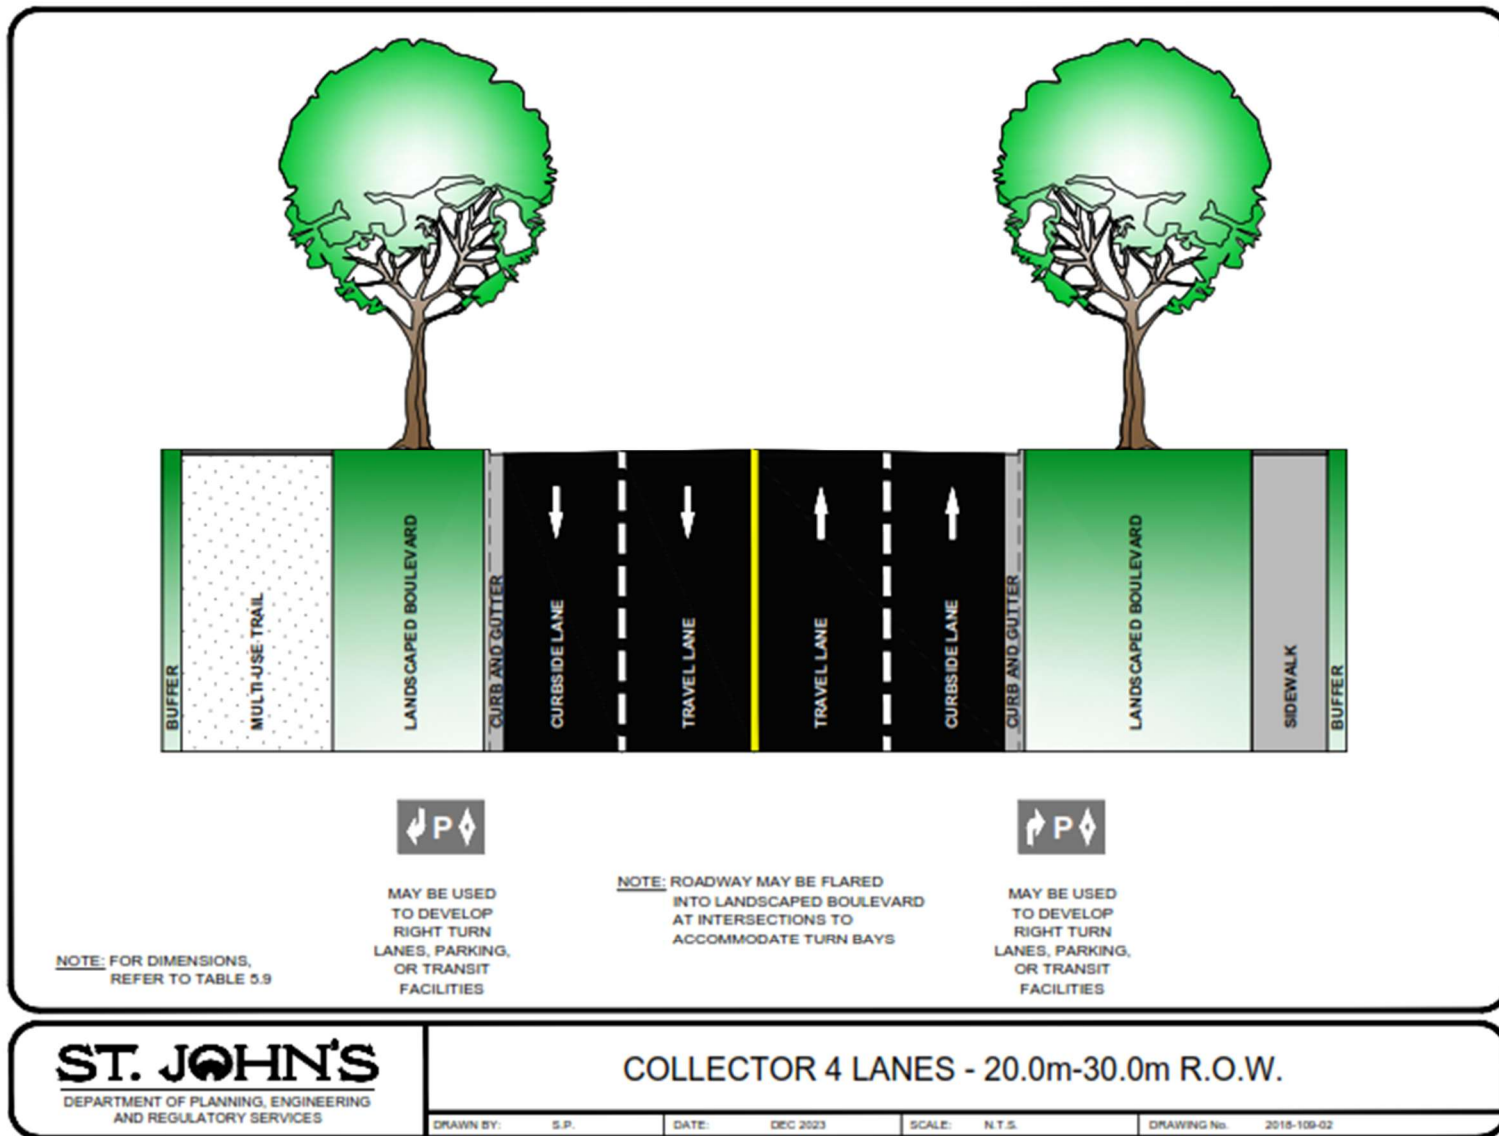 BUFFER
MULTI-USE TRAIL
LANDSCAPED BOULEVARD
CURB AND GUTTER
CURBSIDE LANE
TRAVEL LANE
TRAVEL LANE
CURBSIDE LANE
CURB AND GUTTER
LANDSCAPED BOULEVARD
SIDEWALK
BUFFER
P
P
MAY BE USED
TO DEVELOP
RIGHT TURN
LANES, PARKING,
OR TRANSIT
FACILITIES
NOTE: ROADWAY MAY BE FLARED
INTO LANDSCAPED BOULEVARD
AT INTERSECTIONS TO
ACCOMMODATE TURN BAYS
MAY BE USED
TO DEVELOP
RIGHT TURN
LANES, PARKING,
OR TRANSIT
FACILITIES
NOTE: FOR DIMENSIONS,
REFER TO TABLE 5.9
ST. JOHN'S
DEPARTMENT OF PLANNING, ENGINEERING
AND REGULATORY SERVICES
COLLECTOR 4 LANES - 20.0m-30.0m R.O.W.
DRAWN BY: S.P. DATE: DEC 2023 SCALE: N.T.S. DRAWING No. 2018-109-02